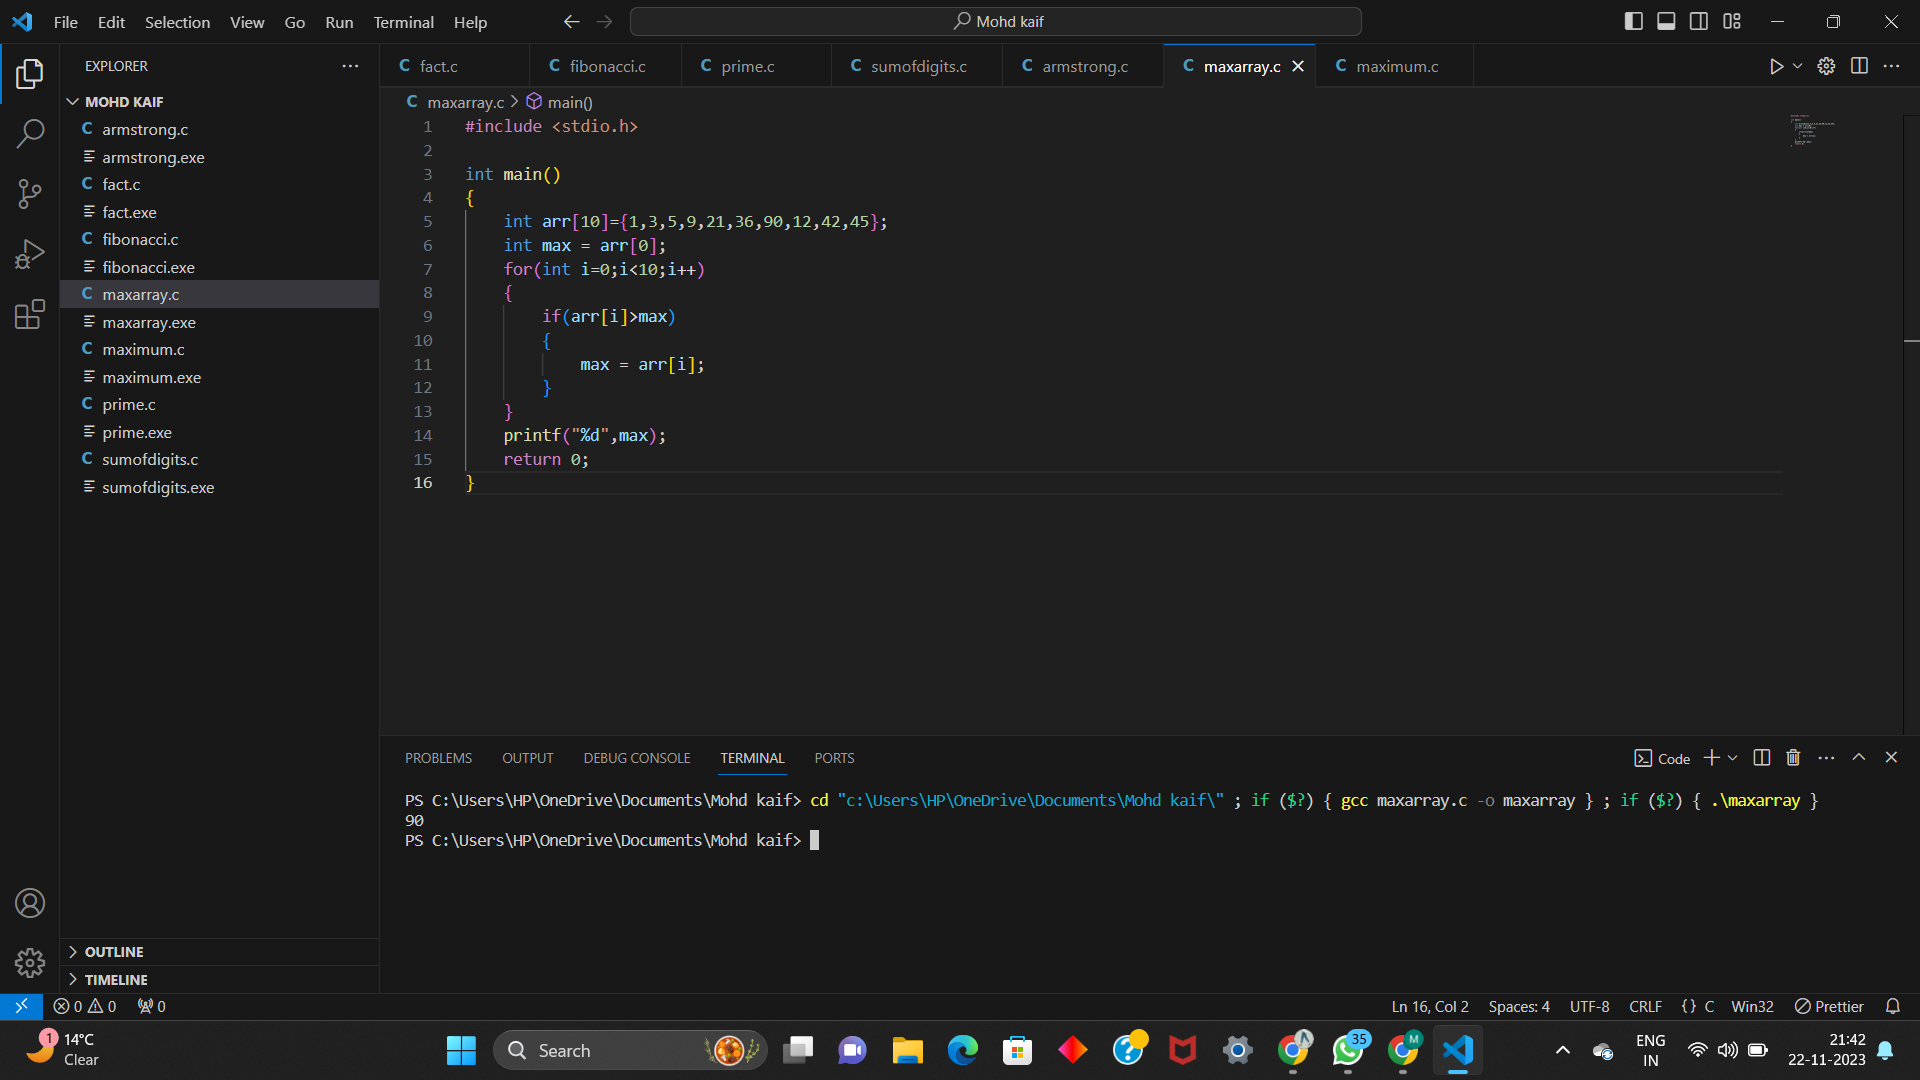 File Edit Selection View Go Run Terminal Help
Mohd kaif
EXPLORER
MOHD KAIF
C armstrong.c
armstrong.exe
C fact.c
fact.exe
C fibonacci.c
fibonacci.exe
C maxarray.c
maxarray.exe
C maximum.c
maximum.exe
C prime.c
prime.exe
C sumofdigits.c
sumofdigits.exe
OUTLINE
TIMELINE
C fact.c C fibonacci.c C prime.c C sumofdigits.c C armstrong.c C maxarray.c C maximum.c
C maxarray.c > main()
1 #include <stdio.h>
2
3 int main()
4 {
5 int arr[10]={1,3,5,9,21,36,90,12,42,45};
6 int max = arr[0];
7 for(int i=0;i<10;i++)
8 {
9 if(arr[i]>max)
10 {
11 max = arr[i];
12 }
13 }
14 printf("%d",max);
15 return 0;
16 }
PROBLEMS OUTPUT DEBUG CONSOLE TERMINAL PORTS
Code
PS C:\Users\HP\OneDrive\Documents\Mohd kaif> cd "c:\Users\HP\OneDrive\Documents\Mohd kaif\" ; if ($?) { gcc maxarray.c -o maxarray } ; if ($?) { .\maxarray }
90
PS C:\Users\HP\OneDrive\Documents\Mohd kaif>
0 0 0
Ln 16, Col 2 Spaces: 4 UTF-8 CRLF {} C Win32 Prettier
1
14°C
Clear
Search
35
M
ENG
IN
21:42
22-11-2023